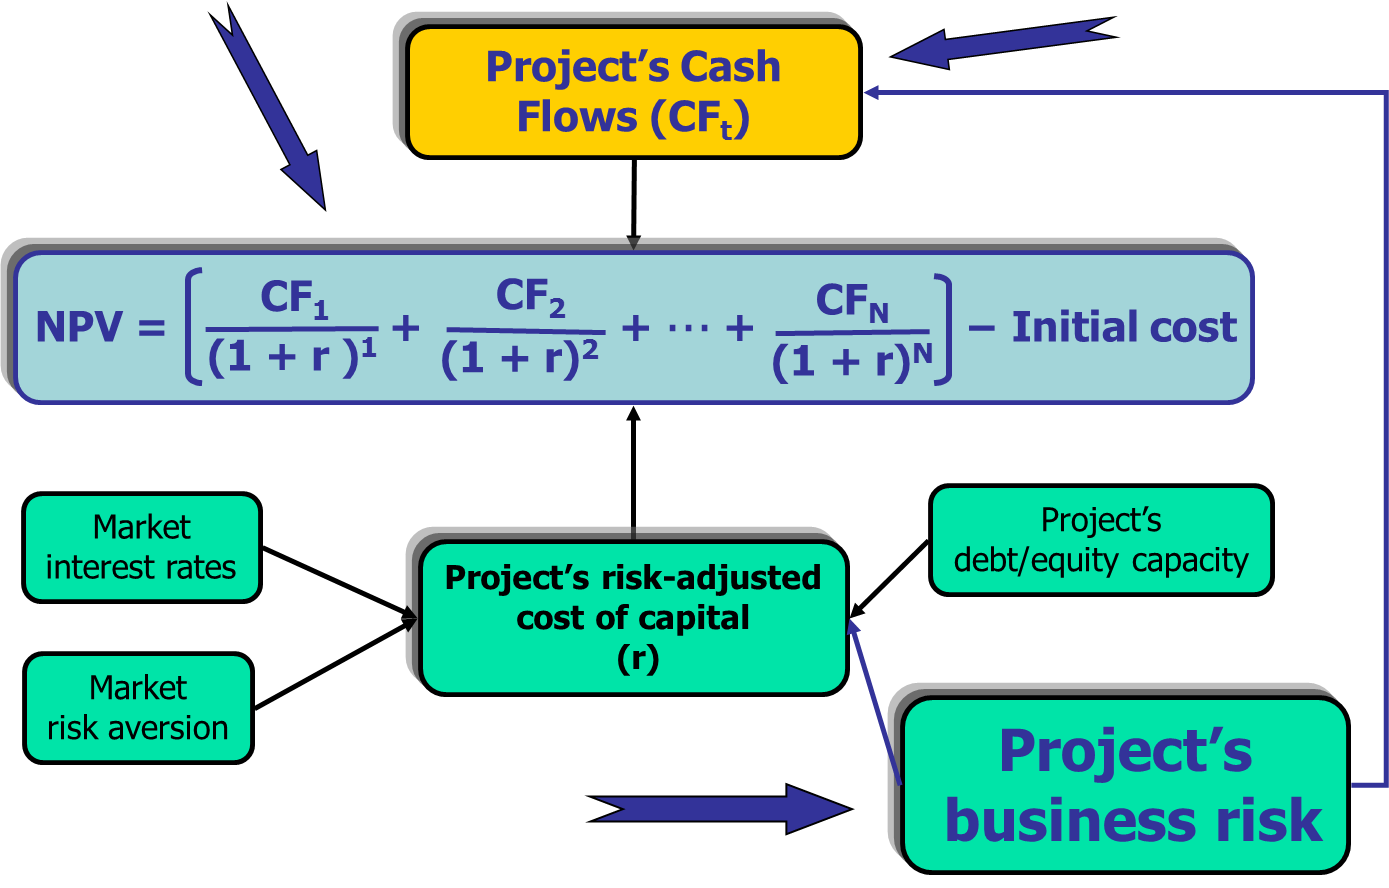 Project’s Cash
Flows (CFt)
NPV = [ CF1 / (1 + r )^1 + CF2 / (1 + r)^2 + ⋯ + CFN / (1 + r)^N ] − Initial cost
Market
interest rates
Project’s
debt/equity capacity
Project’s risk-adjusted
cost of capital
(r)
Market
risk aversion
Project’s
business risk